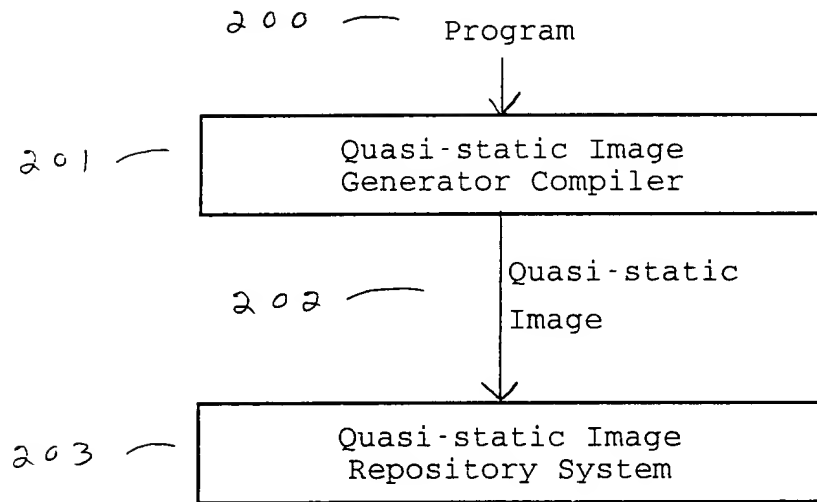 200 Program
201 Quasi-static Image
Generator Compiler
202 Quasi-static
Image
203 Quasi-static Image
Repository System